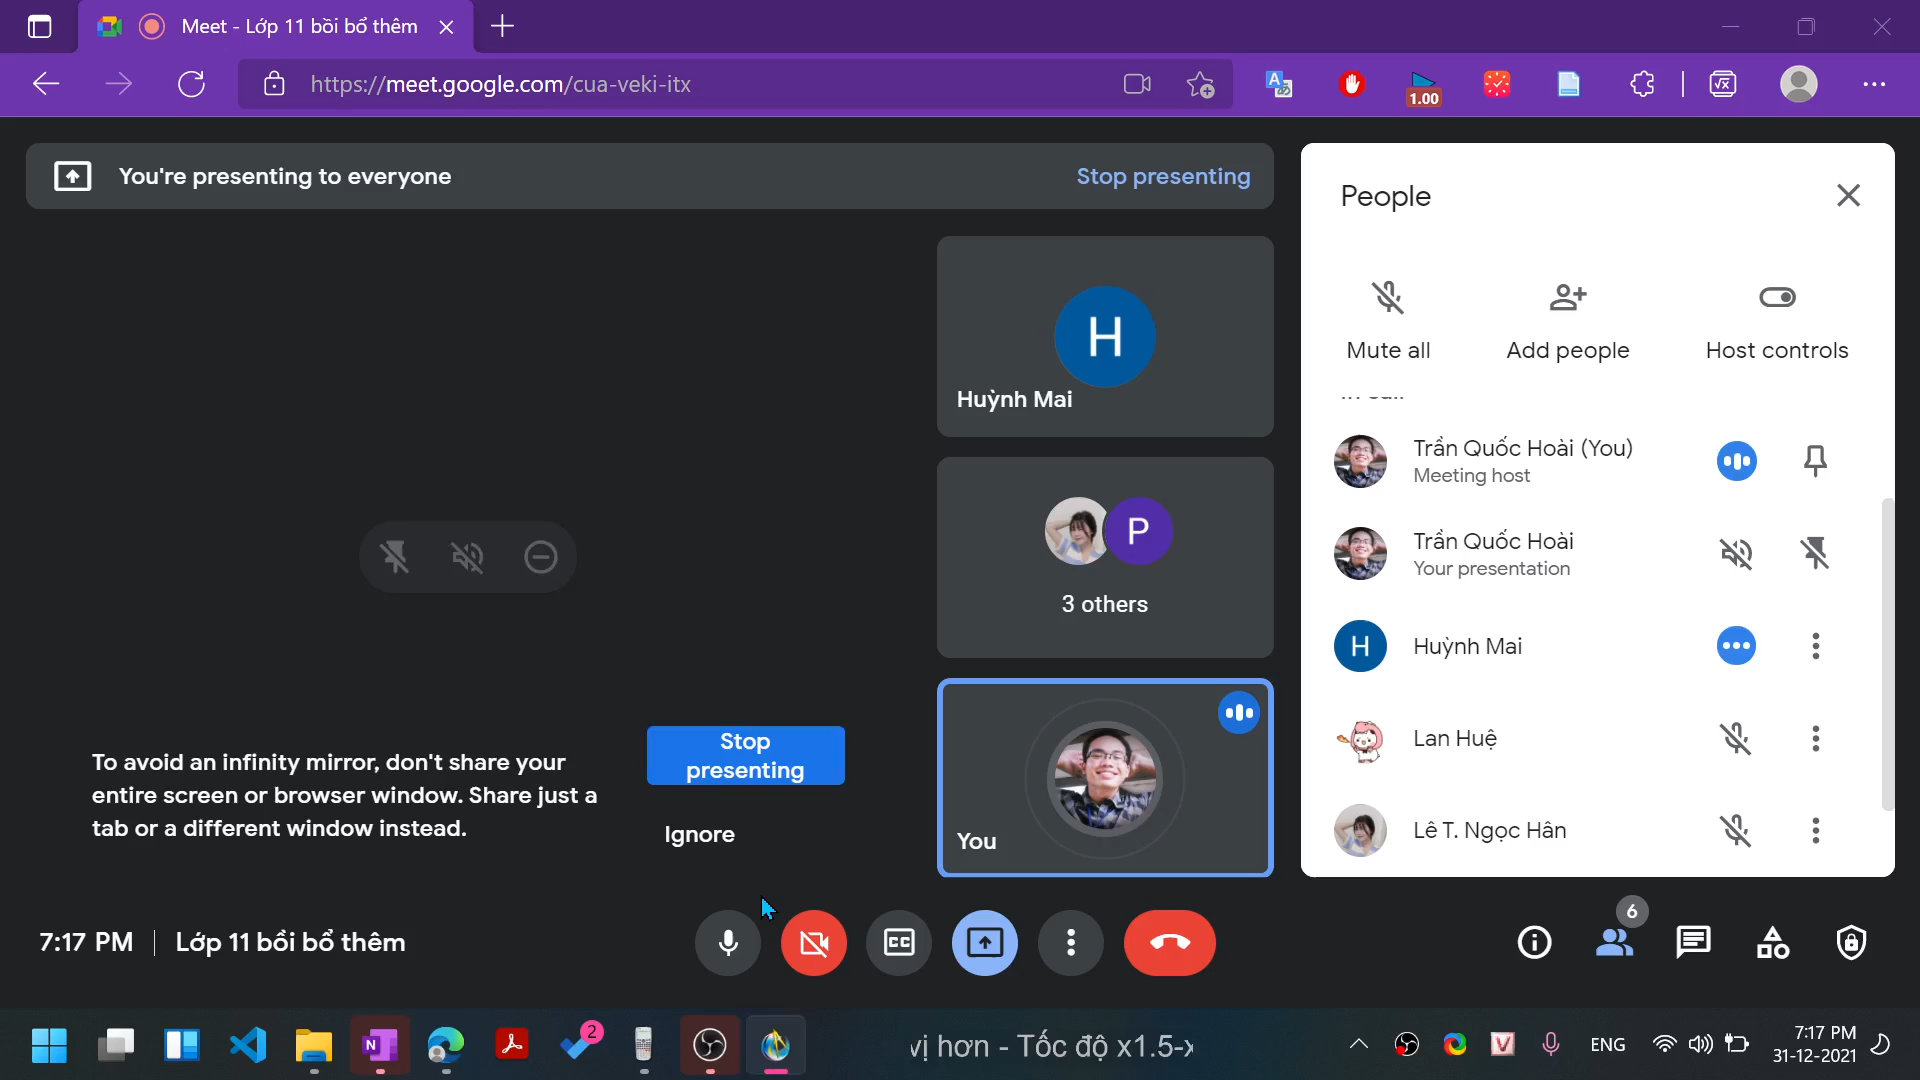 Meet - Lớp 11 bồi bổ thêm
https://meet.google.com/cua-veki-itx
1.00
You're presenting to everyone
Stop presenting
People
Mute all
Add people
Host controls
H
Huỳnh Mai
P
3 others
You
Trần Quốc Hoài (You)
Meeting host
Trần Quốc Hoài
Your presentation
H
Huỳnh Mai
Lan Huệ
Lê T. Ngọc Hân
To avoid an infinity mirror, don't share your
entire screen or browser window. Share just a
tab or a different window instead.
Stop
presenting
Ignore
7:17 PM
Lớp 11 bồi bổ thêm
CC
6
N
2
vị hơn - Tốc độ x1.5-x
V
ENG
7:17 PM
31-12-2021